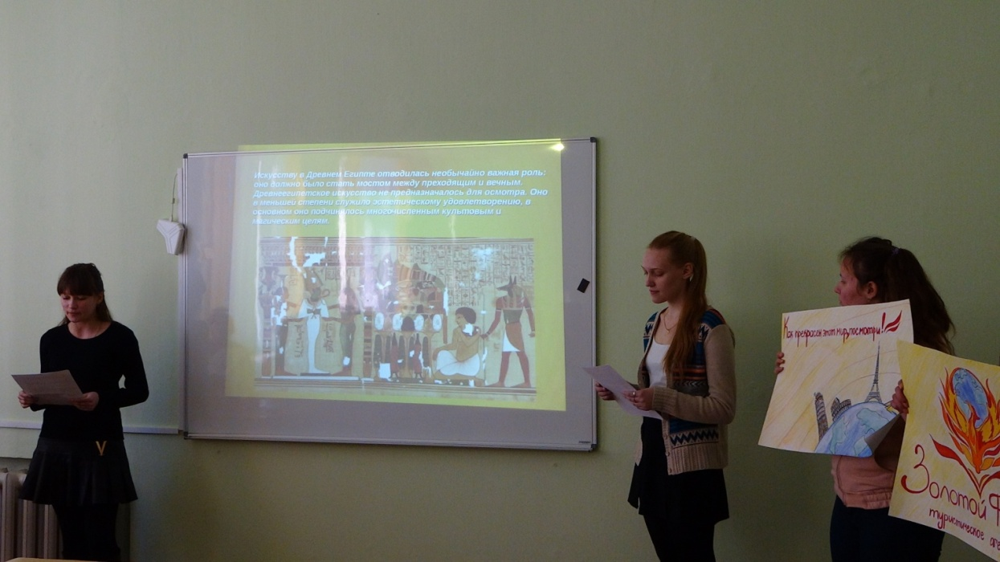 Искусству в Древнем Египте отводилась необычайно важная роль:
оно должно было стать мостом между преходящим и вечным.
Древнеегипетское искусство не предназначалось для осмотра. Оно
в меньшей степени служило эстетическому удовлетворению, в
основном оно подчинялось многочисленным культовым и
магическим целям.
Как прекрасен этот мир, посмотри!
Золотой Ф
туристическое аге